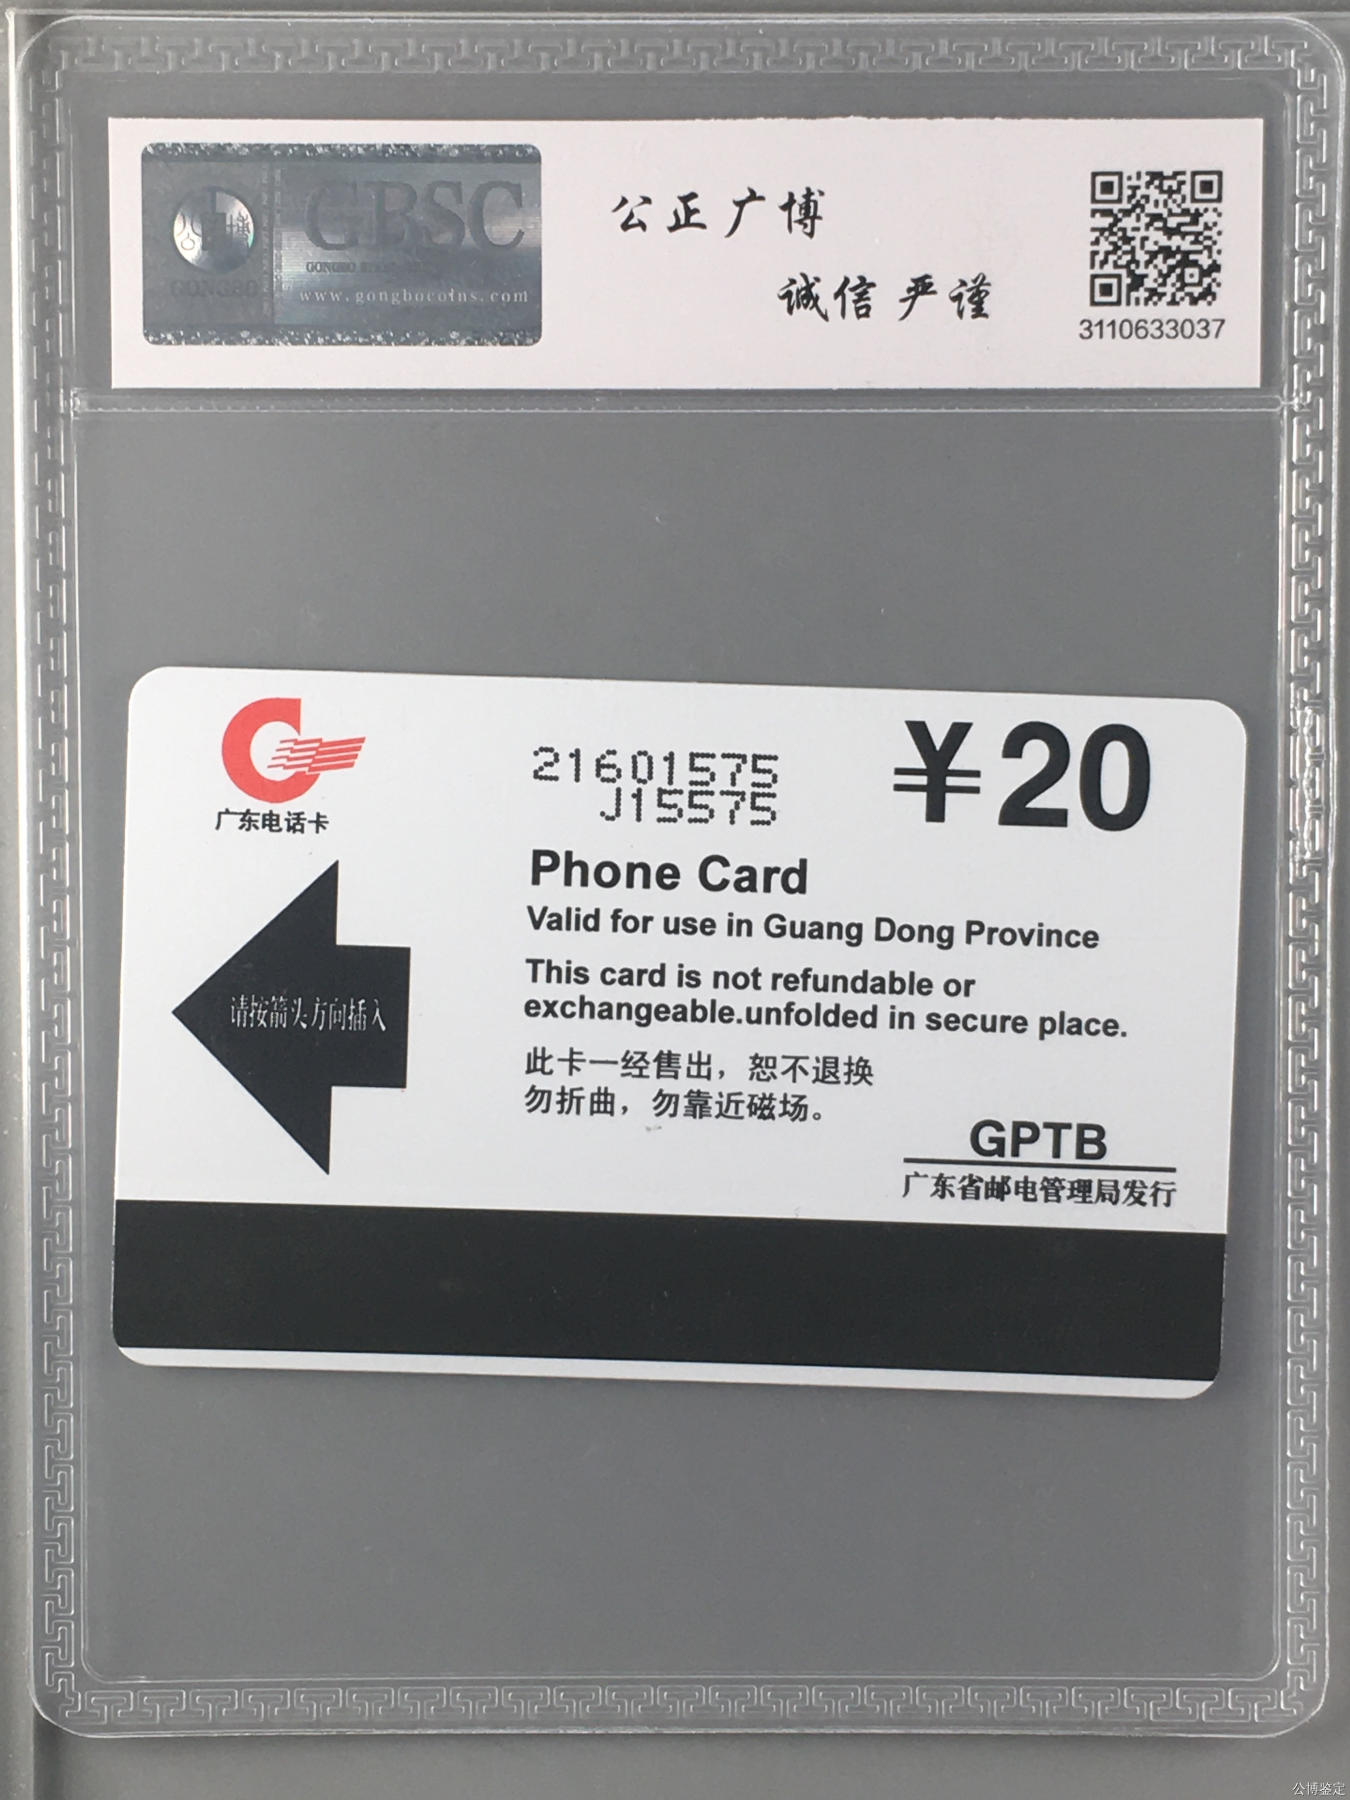 GBSC
www.gongbocoins.com
GONGBO
公正广博
诚信严谨
3110633037
广东电话卡
21601575
J15575
¥20
Phone Card
Valid for use in Guang Dong Province
This card is not refundable or
exchangeable.unfolded in secure place.
请按箭头方向插入
此卡一经售出，恕不退换
勿折曲，勿靠近磁场。
GPTB
广东省邮电管理局发行
公博鉴定